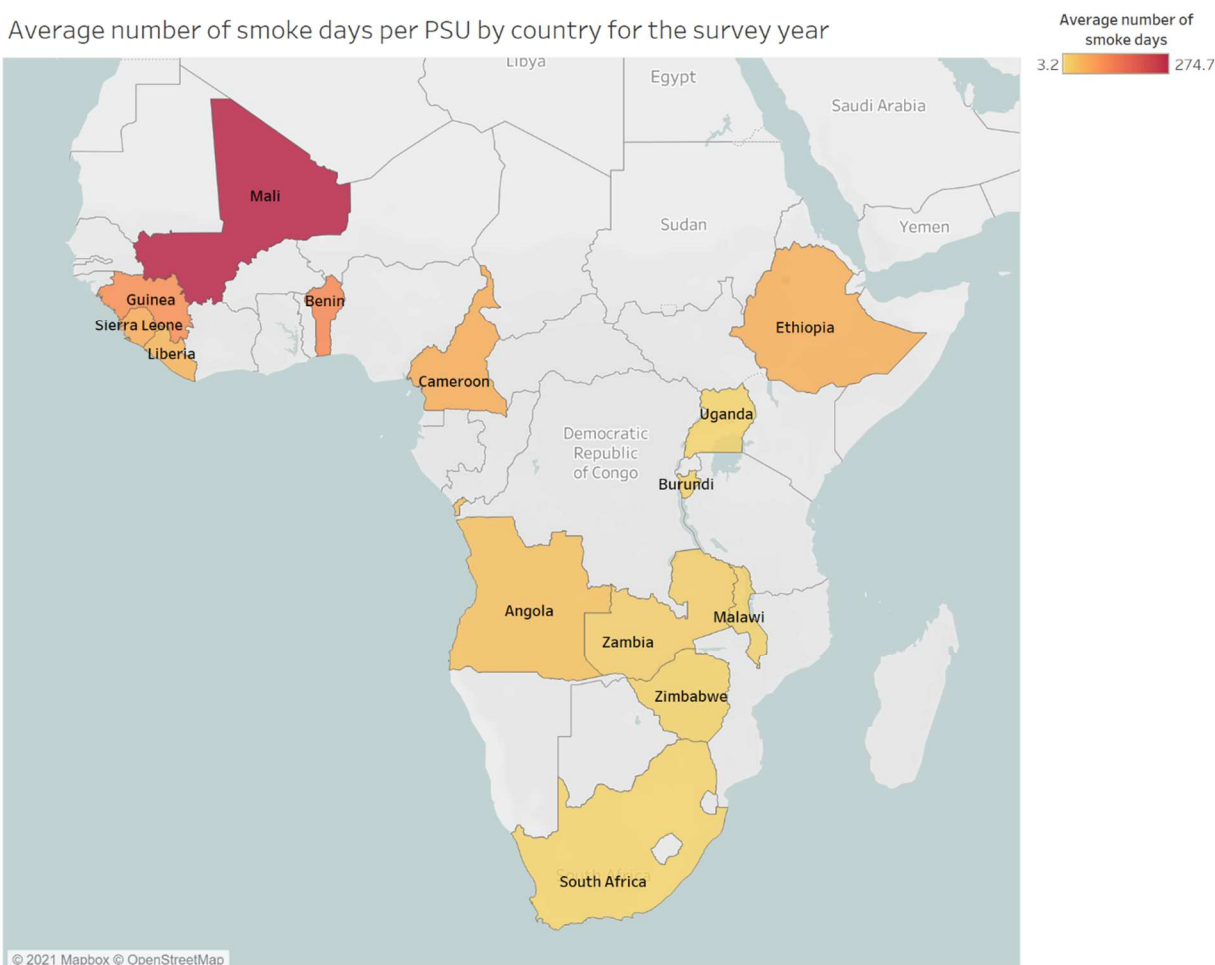 Average number of smoke days per PSU by country for the survey year
Average number of
smoke days
3.2
274.7
Libya
Egypt
Saudi Arabia
Mali
Sudan
Yemen
Guinea
Benin
Sierra Leone
Ethiopia
Liberia
Cameroon
Uganda
Democratic
Republic
of Congo
Burundi
Angola
Malawi
Zambia
Zimbabwe
South Africa
South Africa
© 2021 Mapbox © OpenStreetMap